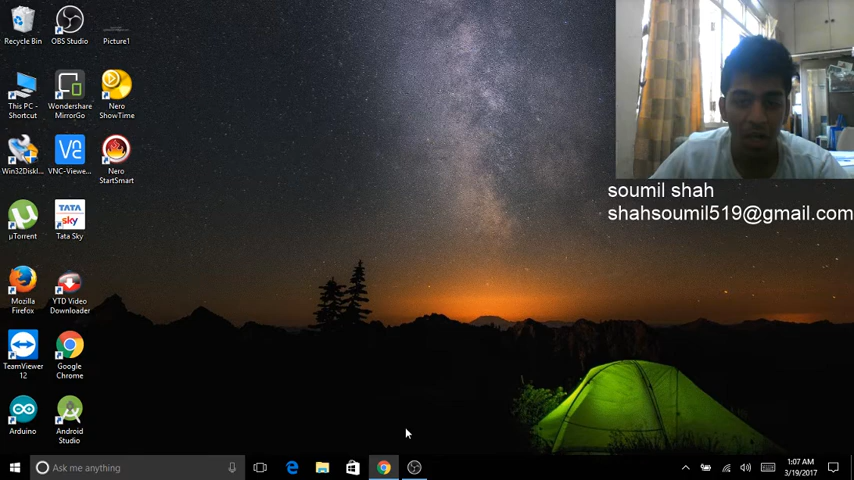 Recycle Bin
OBS Studio
Picture1
This PC -
Shortcut
Wondershare
MirrorGo
Nero
ShowTime
Win32DiskI...
VNC-Viewe...
Nero
StartSmart
µTorrent
TATA
sky
Tata Sky
Mozilla
Firefox
YTD Video
Downloader
TeamViewer
12
Google
Chrome
Arduino
Android
Studio
soumil shah
shahsoumil519@gmail.com
Ask me anything
1:07 AM
3/19/2017